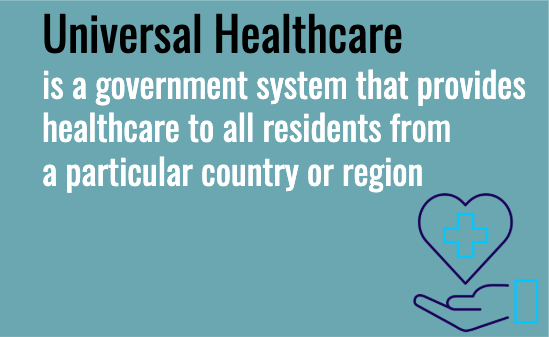 Universal Healthcare
is a government system that provides
healthcare to all residents from
a particular country or region